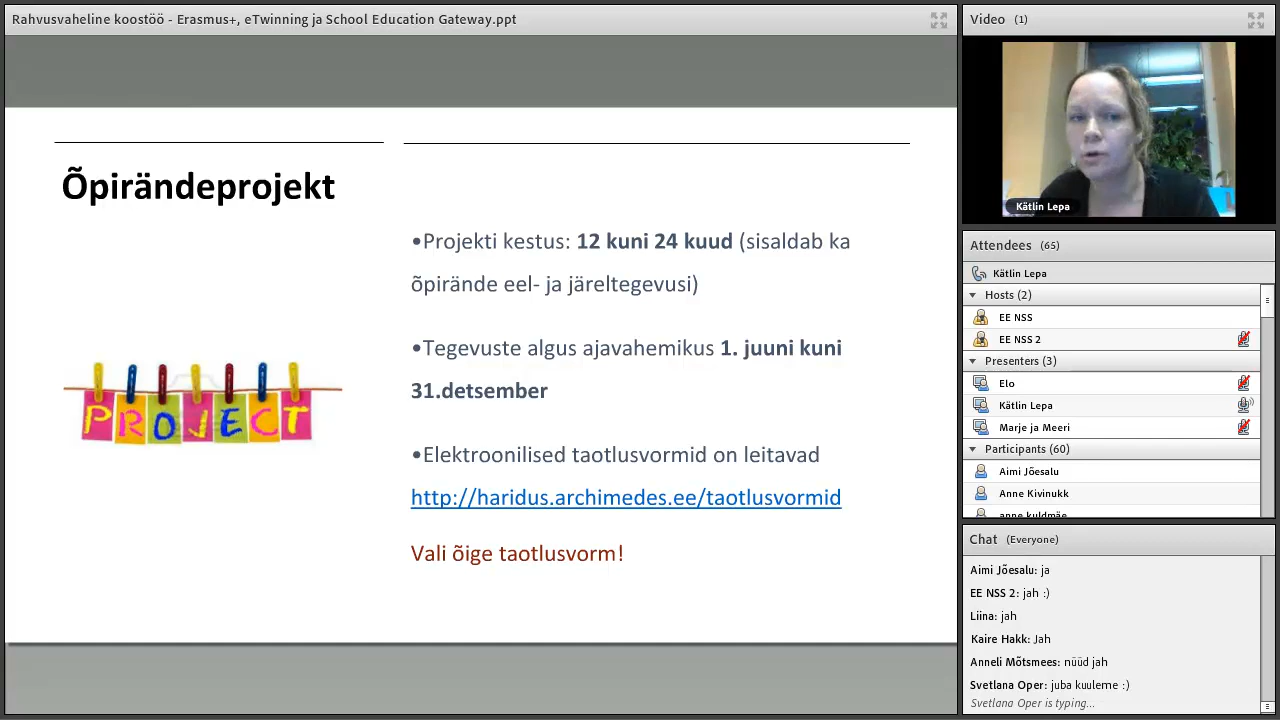 Rahvusvaheline koostöö - Erasmus+, eTwinning ja School Education Gateway.ppt
Õpirändeprojekt
PROJECT
•Projekti kestus: 12 kuni 24 kuud (sisaldab ka
õpirände eel- ja järeltegevusi)
•Tegevuste algus ajavahemikus 1. juuni kuni
31.detsember
•Elektroonilised taotlusvormid on leitavad
http://haridus.archimedes.ee/taotlusvormid
Vali õige taotlusvorm!
Video (1)
Kätlin Lepa
Attendees (65)
Kätlin Lepa
Hosts (2)
EE NSS
EE NSS 2
Presenters (3)
Elo
Kätlin Lepa
Marje ja Meeri
Participants (60)
Aimi Jõesalu
Anne Kivinukk
anne kuldmäe
Chat (Everyone)
Aimi Jõesalu: ja
EE NSS 2: jah :)
Liina: jah
Kaire Hakk: Jah
Anneli Mõtsmees: nüüd jah
Svetlana Oper: juba kuuleme :)
Svetlana Oper is typing...